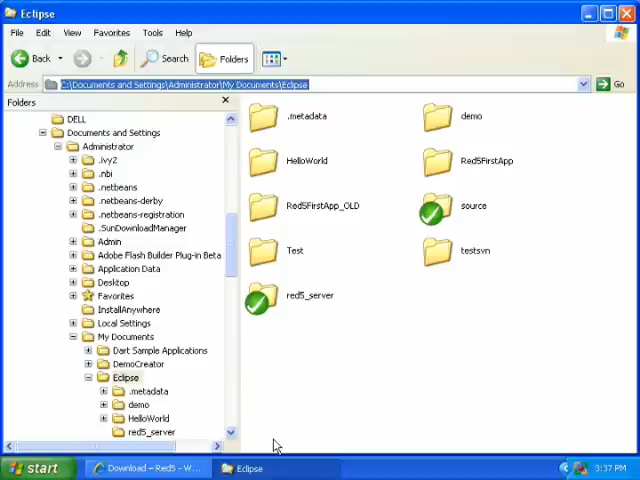 Eclipse
File Edit View Favorites Tools Help
Back Search Folders
Address C:\Documents and Settings\Administrator\My Documents\Eclipse Go
Folders
DELL
Documents and Settings
Administrator
.ivy2
.nbi
.netbeans
.netbeans-derby
.netbeans-registration
.SunDownloadManager
Admin
Adobe Flash Builder Plug-in Beta
Application Data
Desktop
Favorites
InstallAnywhere
Local Settings
My Documents
Dart Sample Applications
DemoCreator
Eclipse
.metadata
demo
HelloWorld
red5_server
.metadata demo
HelloWorld Red5FirstApp
Red5FirstApp_OLD source
Test testsvn
red5_server
start Download – Red5 - W... Eclipse 3:37 PM